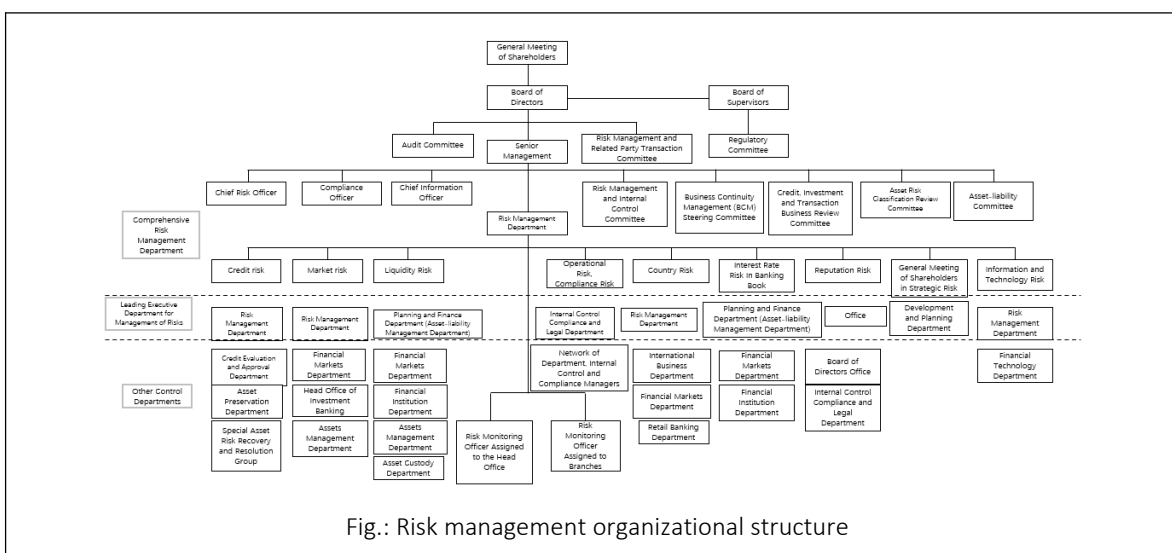 General Meeting
of Shareholders
Board of
Directors
Board of
Supervisors
Audit Committee
Senior
Management
Risk Management and
Related Party Transaction
Committee
Regulatory
Committee
Chief Risk Officer
Compliance
Officer
Chief Information
Officer
Risk Management
and Internal
Control
Committee
Business Continuity
Management (BCM)
Steering Committee
Credit, Investment
and Transaction
Business Review
Committee
Asset Risk
Classification Review
Committee
Asset-liability
Committee
Comprehensive
Risk
Management
Department
Risk Management
Department
Credit risk
Market risk
Liquidity Risk
Operational
Risk,
Compliance Risk
Country Risk
Interest Rate
Risk In Banking
Book
Reputation Risk
General Meeting
of Shareholders
in Strategic Risk
Information and
Technology Risk
Leading Executive
Department for
Management of Risks
Risk
Management
Department
Risk Management
Department
Planning and Finance
Department (Asset-liability
Management Department)
Internal Control
Compliance and
Legal Department
Risk Management
Department
Planning and Finance
Department (Asset-liability
Management Department)
Office
Development
and Planning
Department
Risk
Management
Department
Other Control
Departments
Credit Evaluation
and Approval
Department
Financial
Markets
Department
Financial
Markets
Department
Network of
Department, Internal
Control and
Compliance Managers
International
Business
Department
Financial
Markets
Department
Board of
Directors Office
Financial
Technology
Department
Asset
Preservation
Department
Head Office of
Investment
Banking
Financial
Institution
Department
Financial Markets
Department
Financial
Institution
Department
Internal Control
Compliance and
Legal
Department
Special Asset
Risk Recovery
and Resolution
Group
Assets
Management
Department
Assets
Management
Department
Risk Monitoring
Officer Assigned
to the Head
Office
Risk
Monitoring
Officer
Assigned to
Branches
Retail Banking
Department
Asset Custody
Department
Fig.: Risk management organizational structure